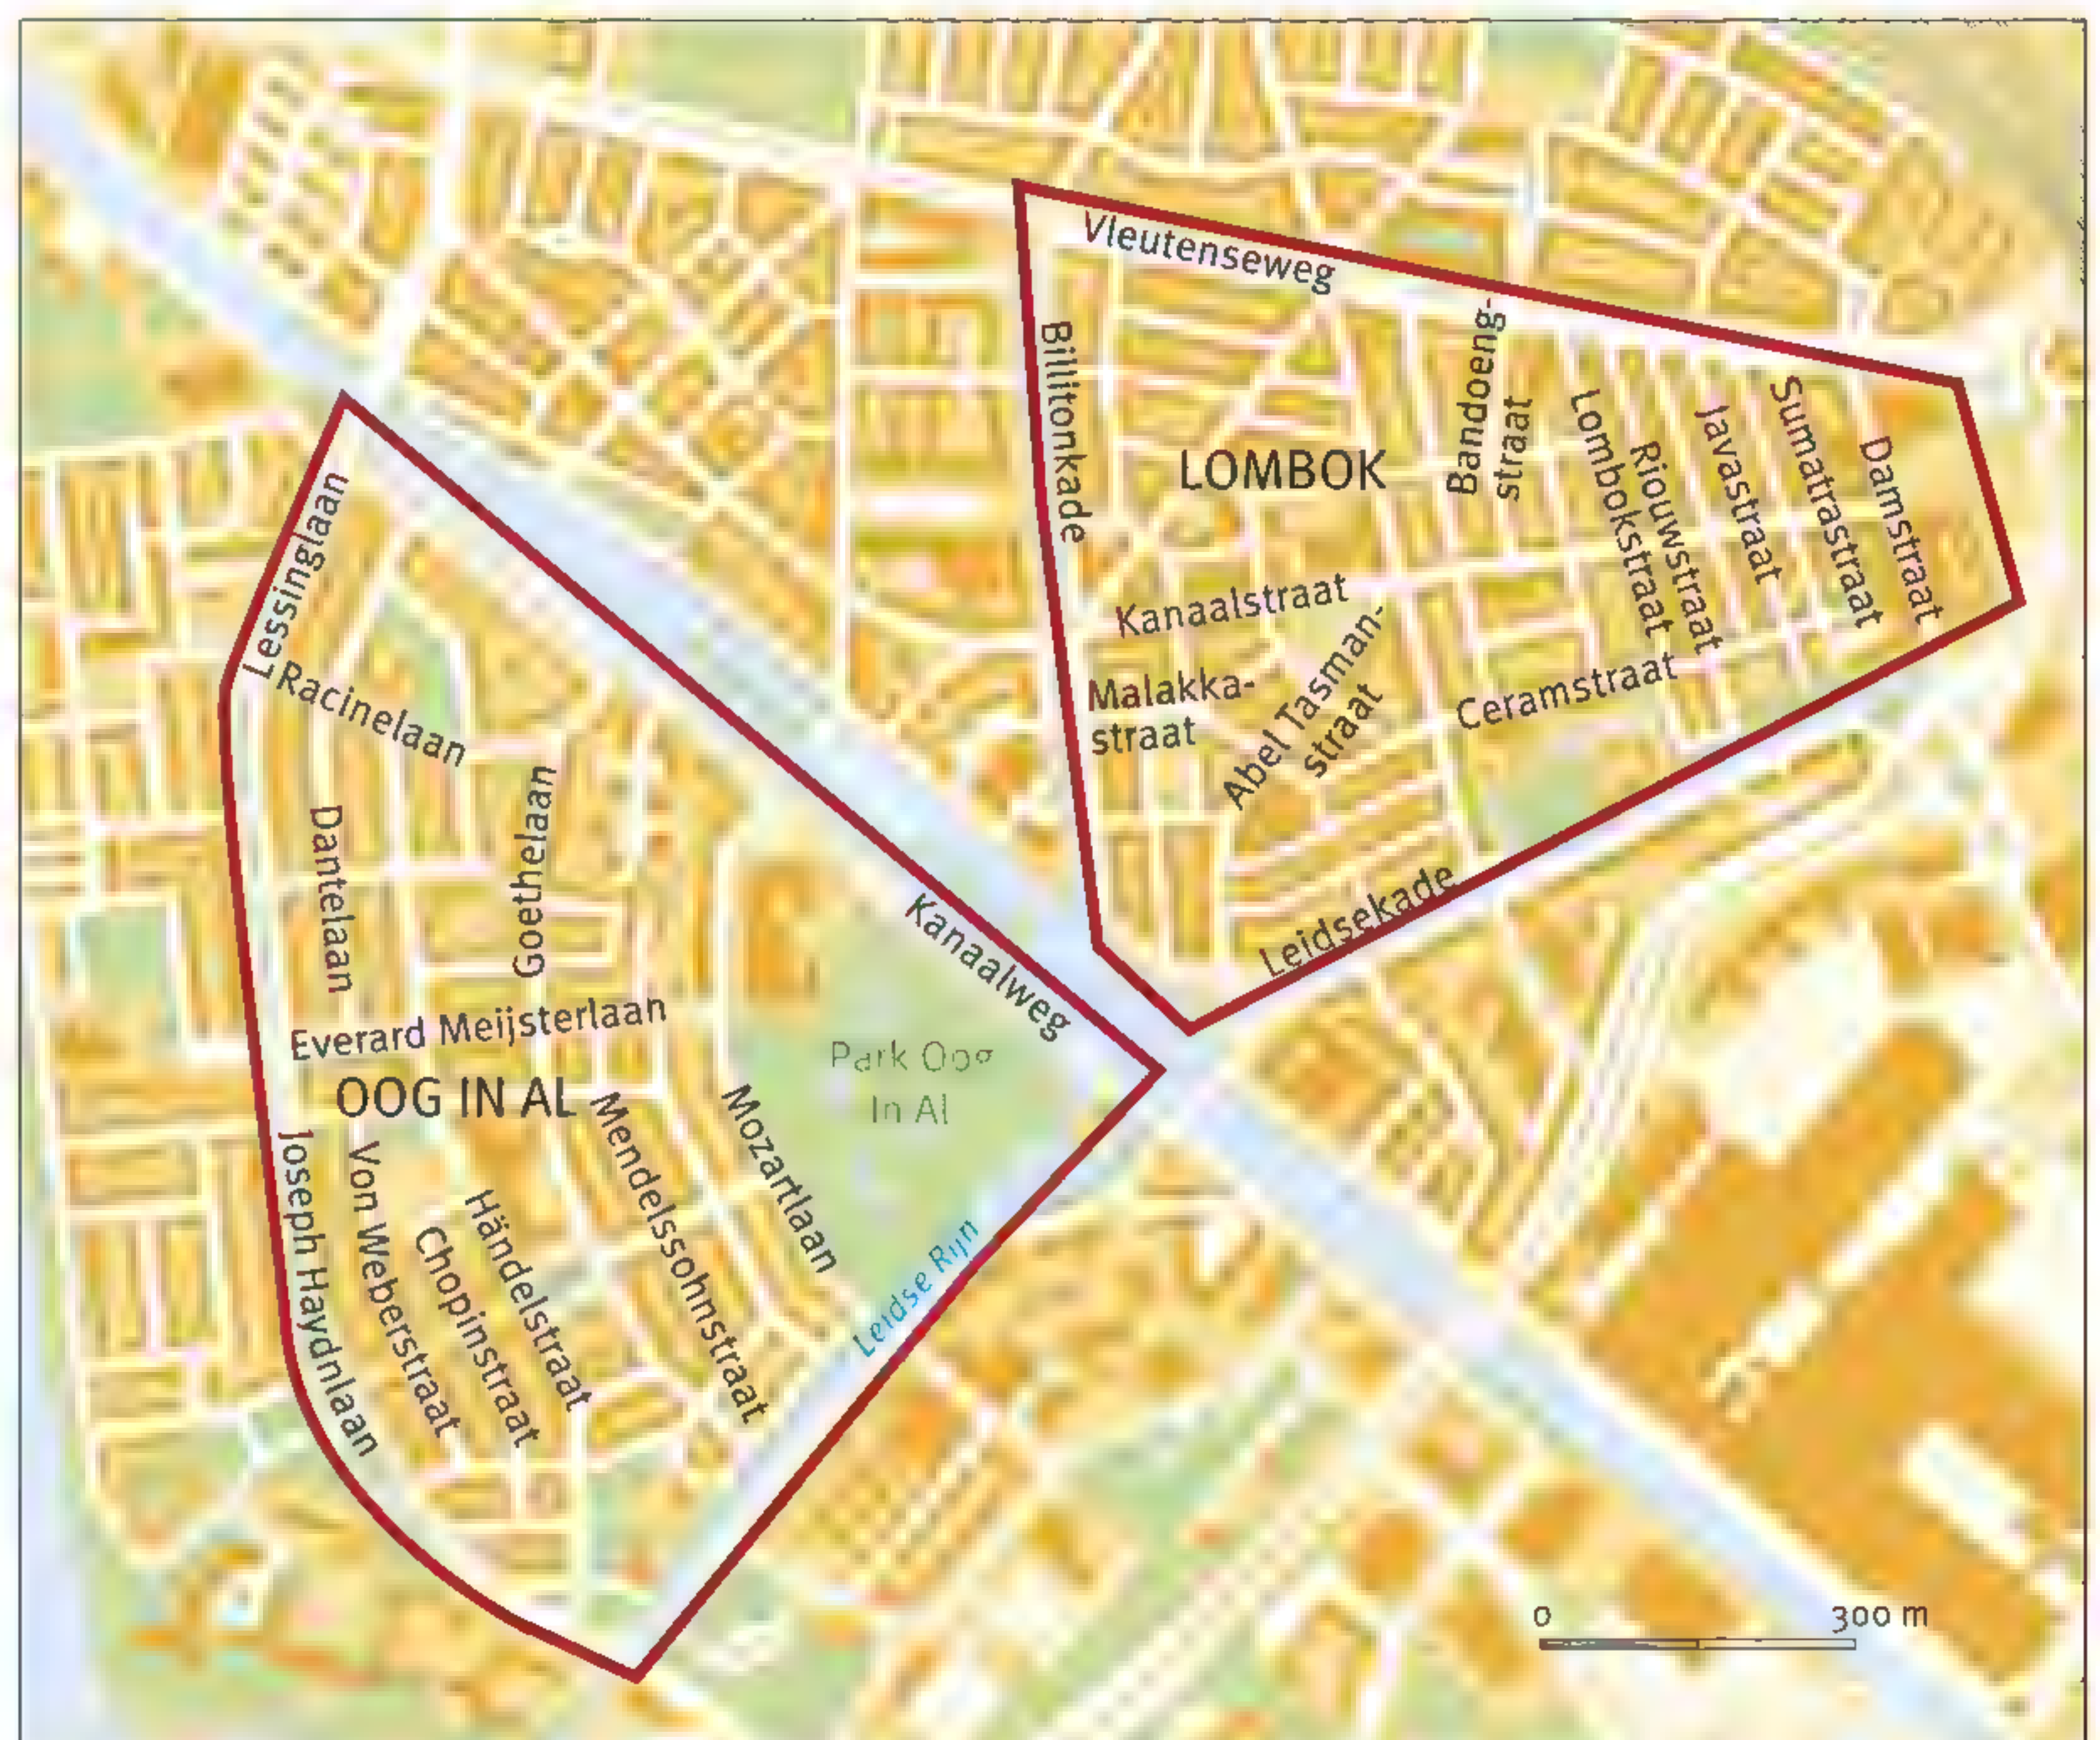 Vleutenseweg
Billitonkade
Bandoeng-
straat
LOMBOK
Lombokstraat
Riouwstraat
Javastraat
Sumatrastraat
Damstraat
Kanaalstraat
Malakka-
straat
Abel Tasman-
straat
Ceramstraat
Leidsekade
Lessinglaan
Racinelaan
Dantelaan
Goethelaan
Kanaalweg
Everard Meijsterlaan
OOG IN AL
Park Oog
In Al
Mozartlaan
Mendelssohnstraat
Händelstraat
Chopinstraat
Von Weberstraat
Joseph Haydnlaan
Leidse Rijn
0 300 m